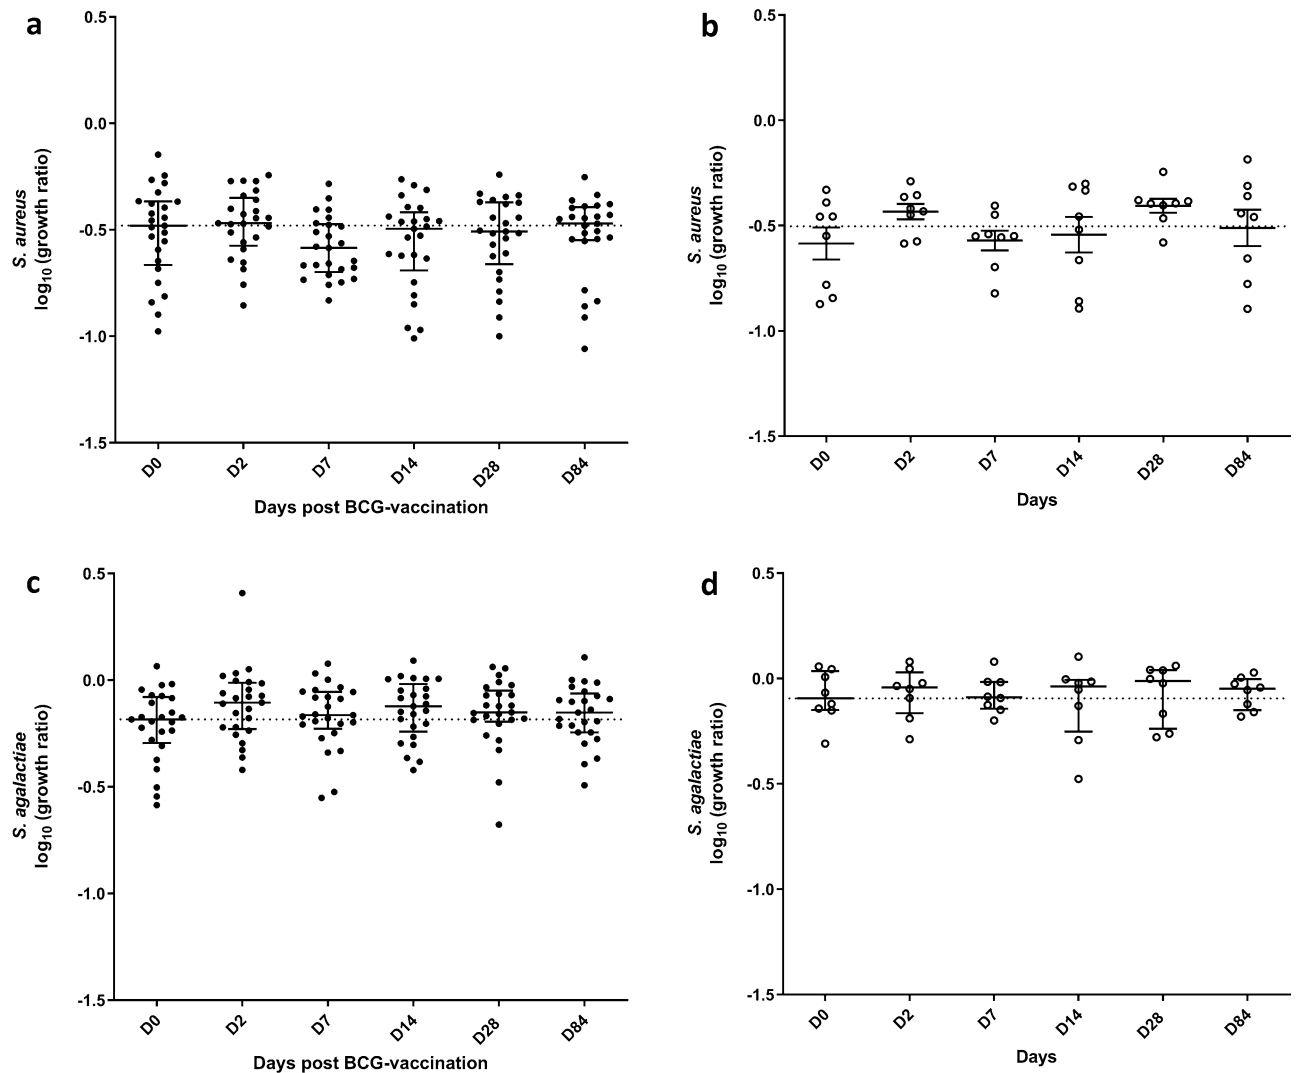 a
0.5
0.0
-0.5
-1.0
-1.5
S. aureus
log10 (growth ratio)
D0 D2 D7 D14 D28 D84
Days post BCG-vaccination
b
0.5
0.0
-0.5
-1.0
-1.5
S. aureus
log10 (growth ratio)
D0 D2 D7 D14 D28 D84
Days
c
0.5
0.0
-0.5
-1.0
-1.5
S. agalactiae
log10 (growth ratio)
D0 D2 D7 D14 D28 D84
Days post BCG-vaccination
d
0.5
0.0
-0.5
-1.0
-1.5
S. agalactiae
log10 (growth ratio)
D0 D2 D7 D14 D28 D84
Days